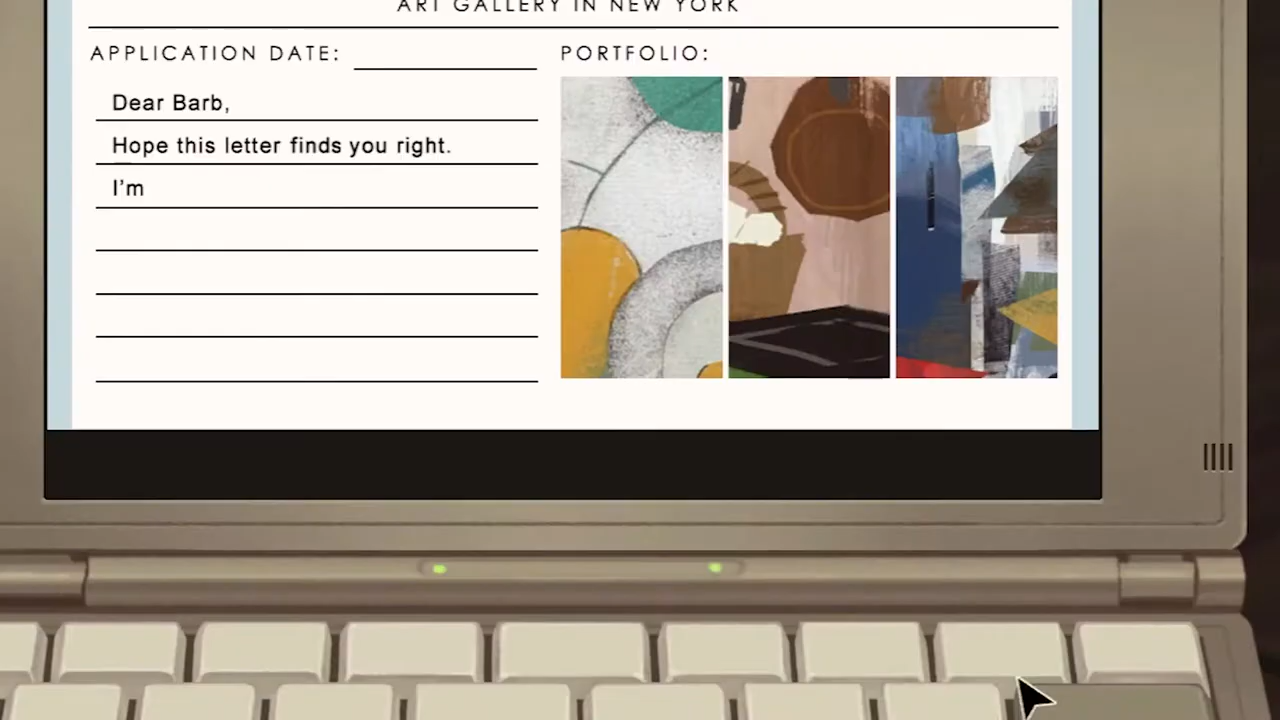 ART GALLERY IN NEW YORK
APPLICATION DATE:
PORTFOLIO:
Dear Barb,
Hope this letter finds you right.
I'm